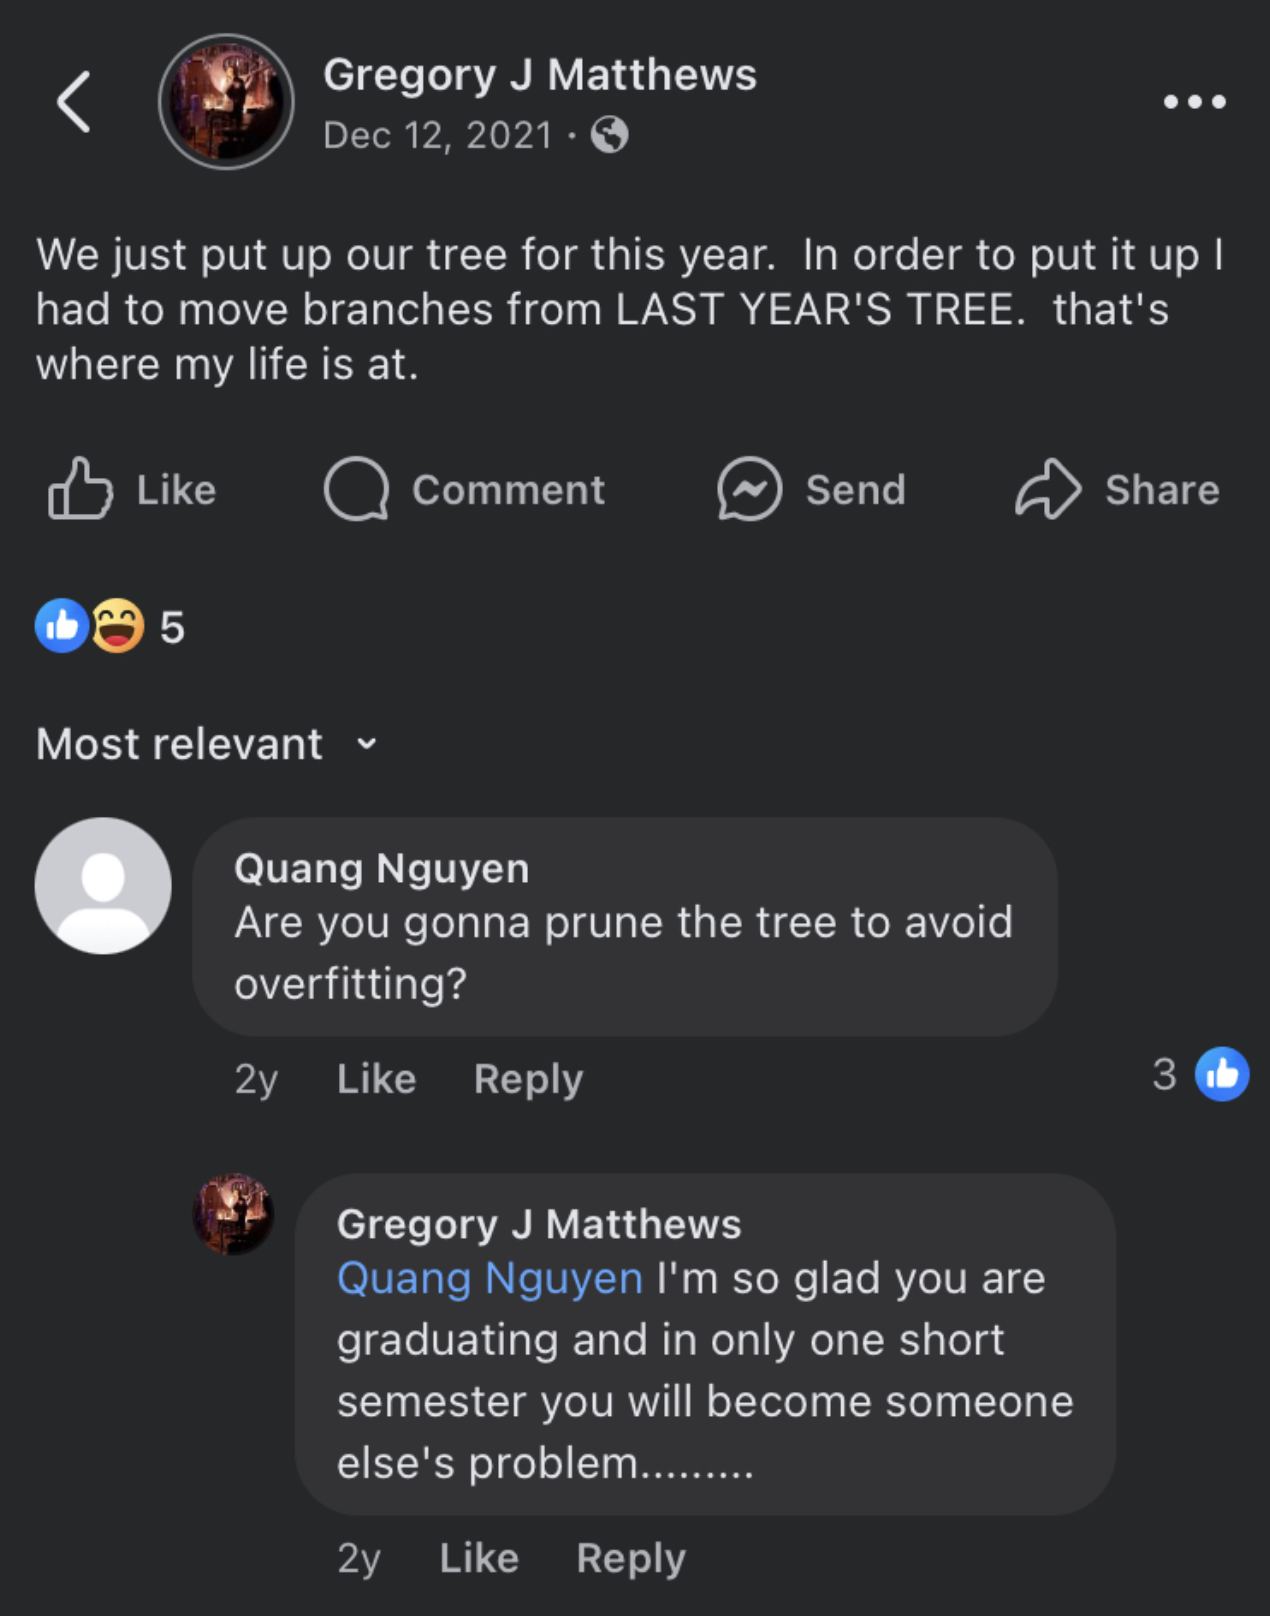 Gregory J Matthews
Dec 12, 2021 ·
We just put up our tree for this year.  In order to put it up I
had to move branches from LAST YEAR'S TREE.  that's
where my life is at.
Like Comment Send Share
5
Most relevant
Quang Nguyen
Are you gonna prune the tree to avoid
overfitting?
2y Like Reply 3
Gregory J Matthews
Quang Nguyen I'm so glad you are
graduating and in only one short
semester you will become someone
else's problem.........
2y Like Reply